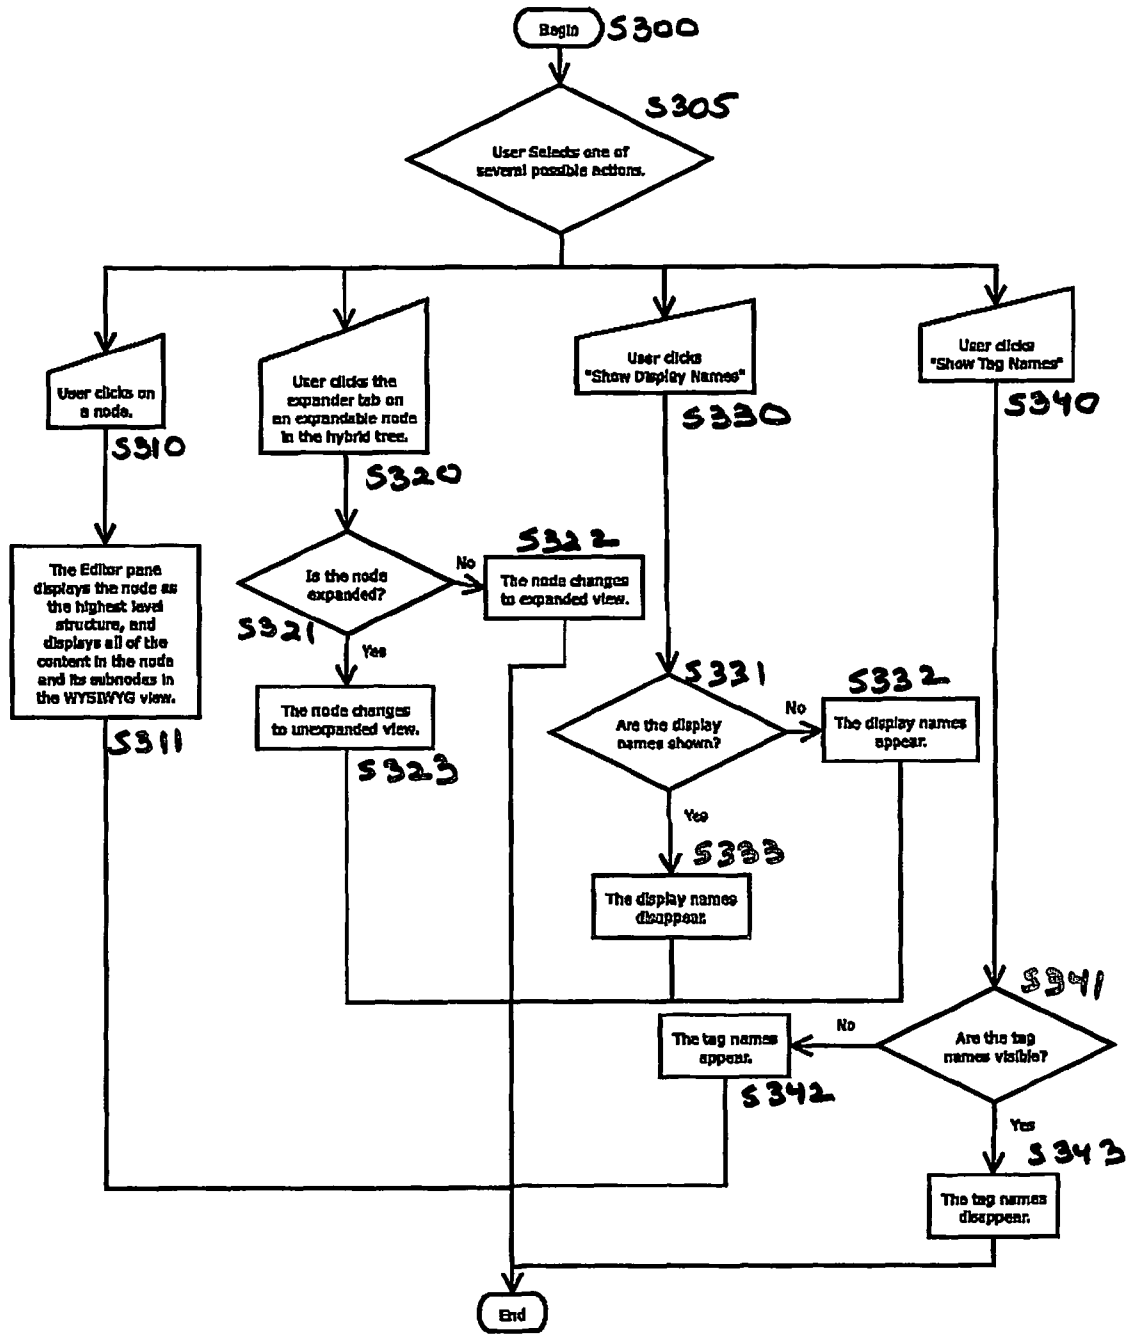 Begin
S300
S305
User Selects one of
several possible actions.
User clicks on
a node.
S310
User clicks the
expander tab on
an expandable node
in the hybrid tree.
S320
User clicks
"Show Display Names"
S330
User clicks
"Show Tag Names"
S340
The Editor pane
displays the node as
the highest level
structure, and
displays all of the
content in the node
and its subnodes in
the WYSIWYG view.
S311
Is the node
expanded?
S321
No
S322
The node changes
to expanded view.
Yes
The node changes
to unexpanded view.
S323
S331
Are the display
names shown?
No
S332
The display names
appear.
Yes
S333
The display names
disappear.
S341
Are the tag
names visible?
No
The tag names
appear.
S342
Yes
S343
The tag names
disappear.
End